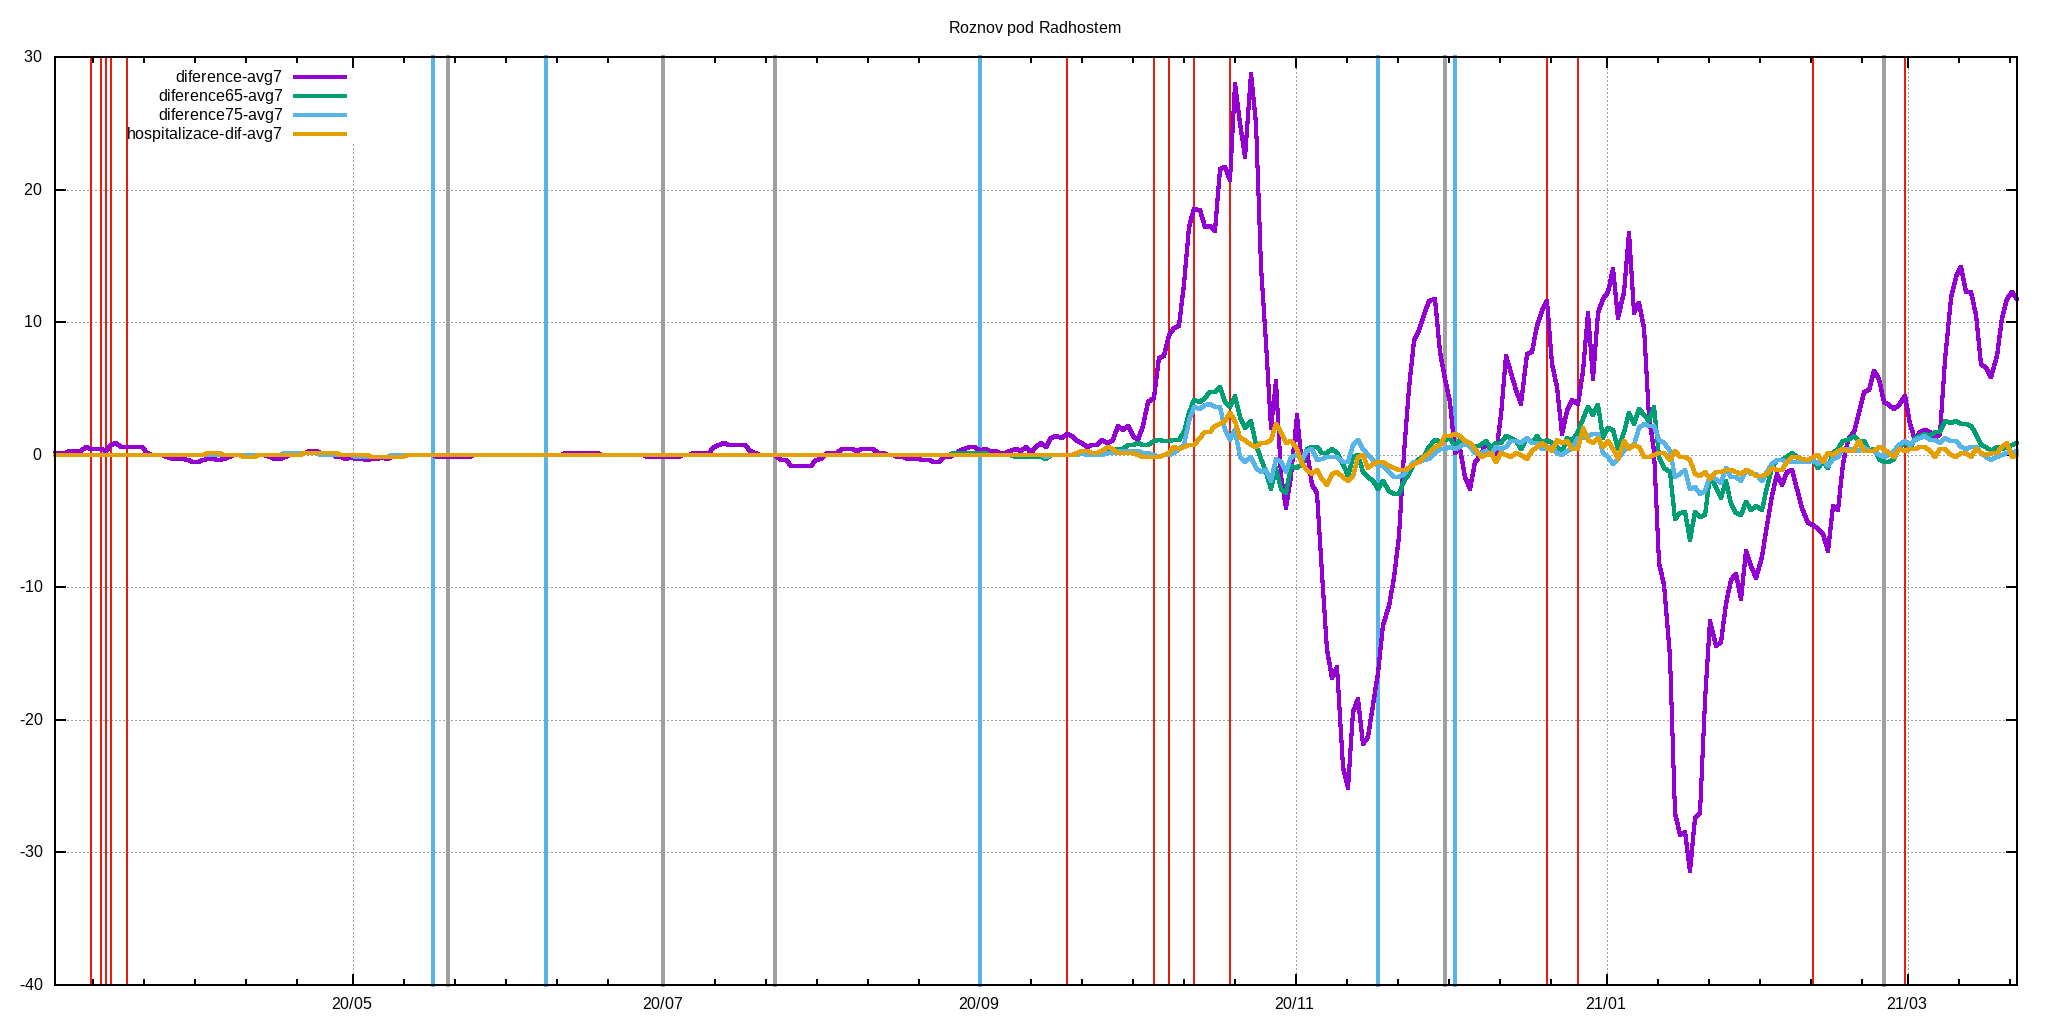 Roznov pod Radhostem
diference-avg7
diference65-avg7
diference75-avg7
hospitalizace-dif-avg7
30
20
10
0
-10
-20
-30
-40
20/05 20/07 20/09 20/11 21/01 21/03